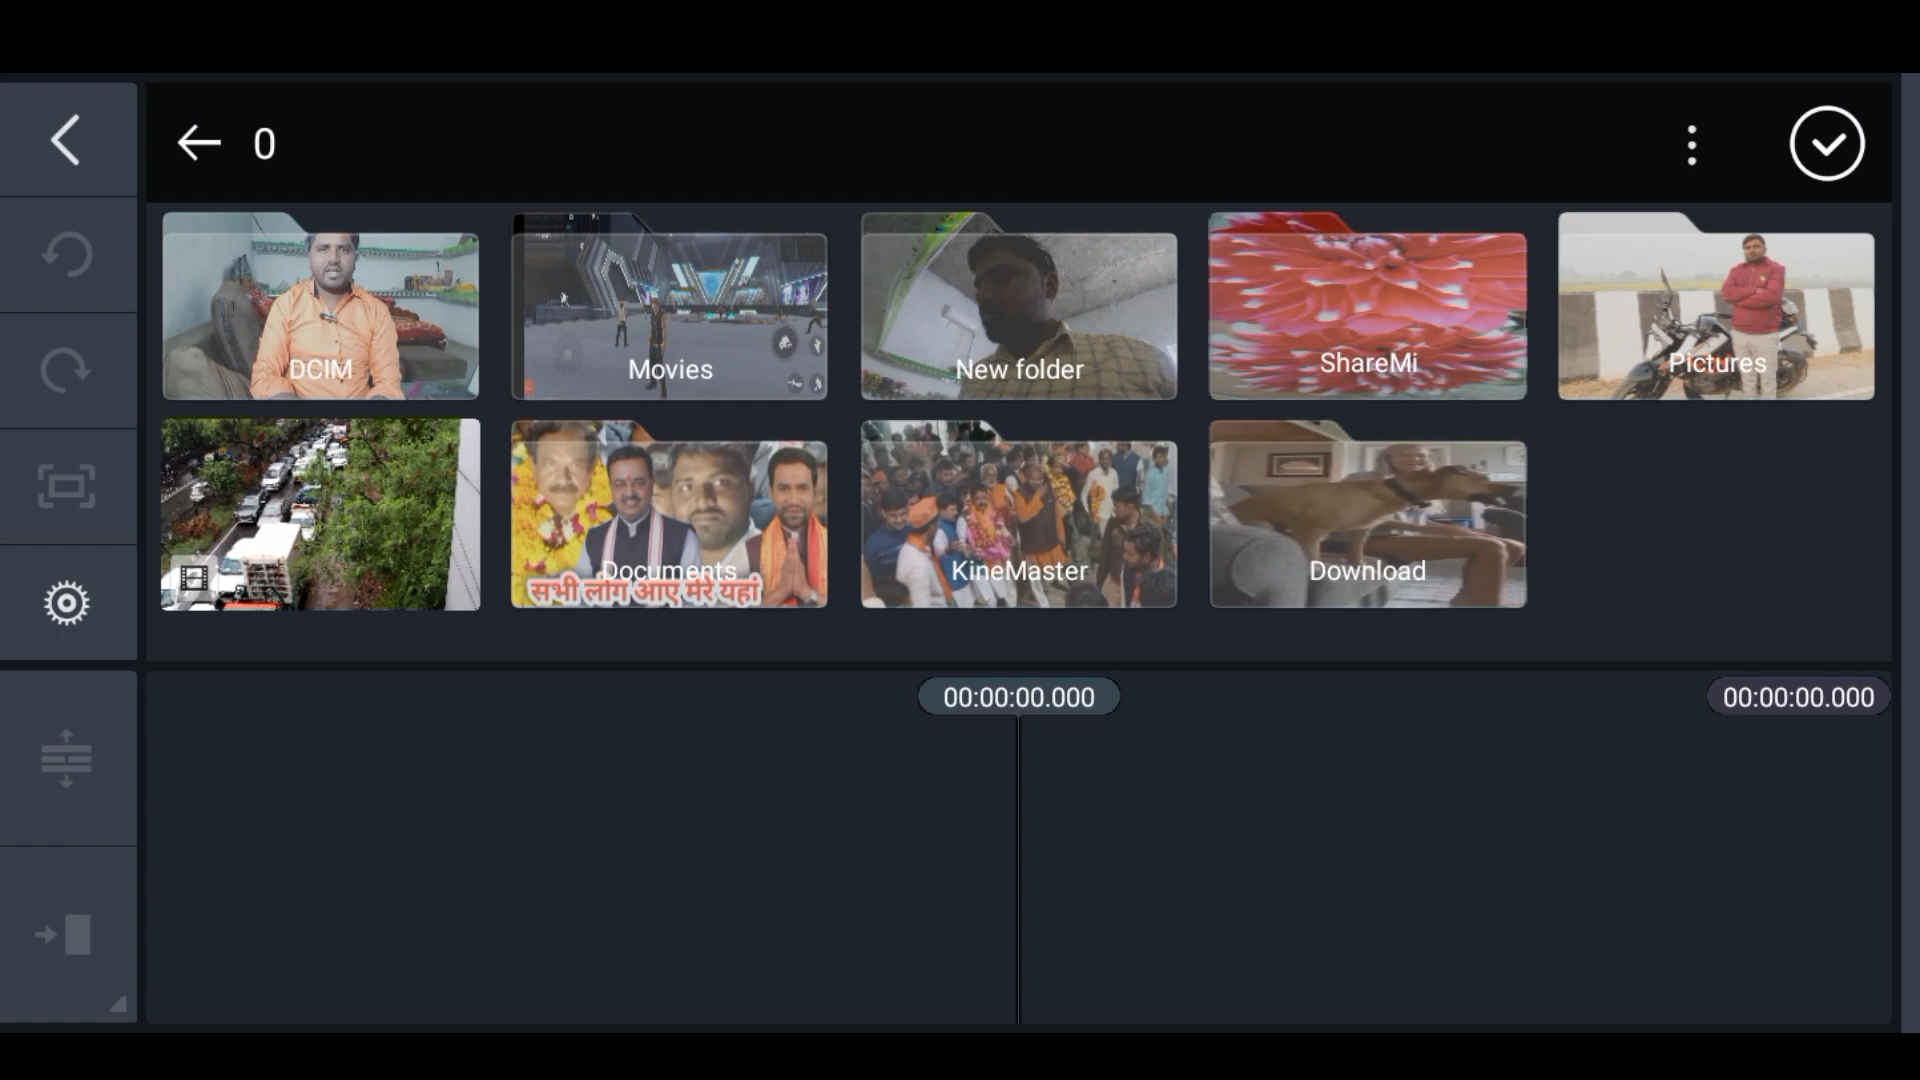 0
DCIM
Movies
New folder
ShareMi
Pictures
Documents
सभी लोग आए मेरे यहां
KineMaster
Download
00:00:00.000
00:00:00.000